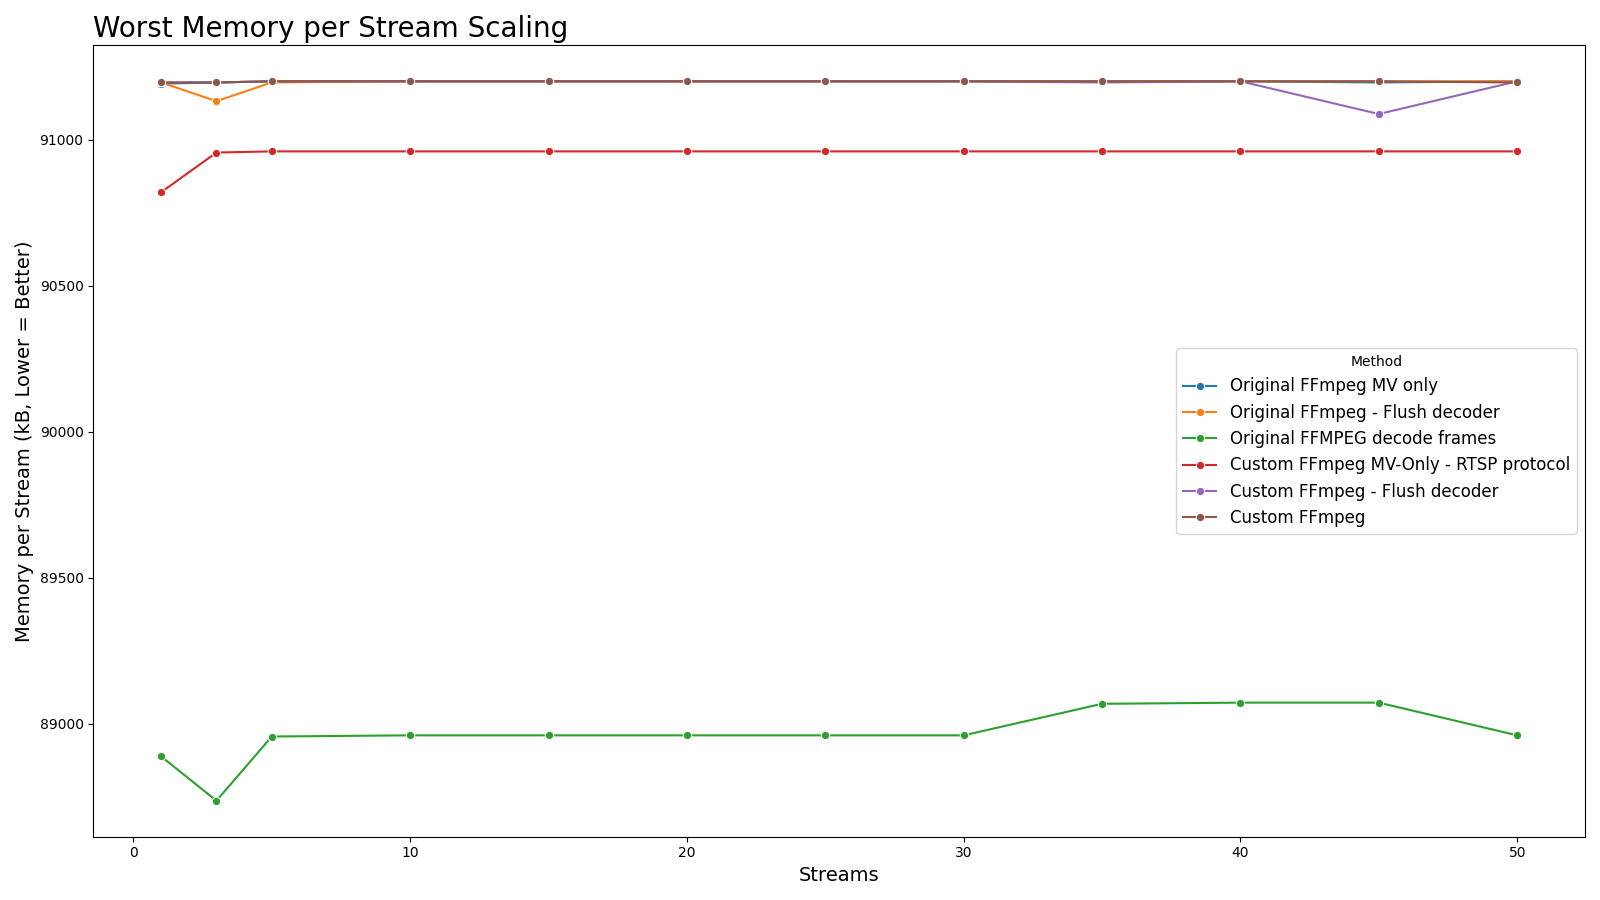 Worst Memory per Stream Scaling
Memory per Stream (kB, Lower = Better)
91000
90500
90000
89500
89000
Method
Original FFmpeg MV only
Original FFmpeg - Flush decoder
Original FFMPEG decode frames
Custom FFmpeg MV-Only - RTSP protocol
Custom FFmpeg - Flush decoder
Custom FFmpeg
0 10 20 30 40 50
Streams